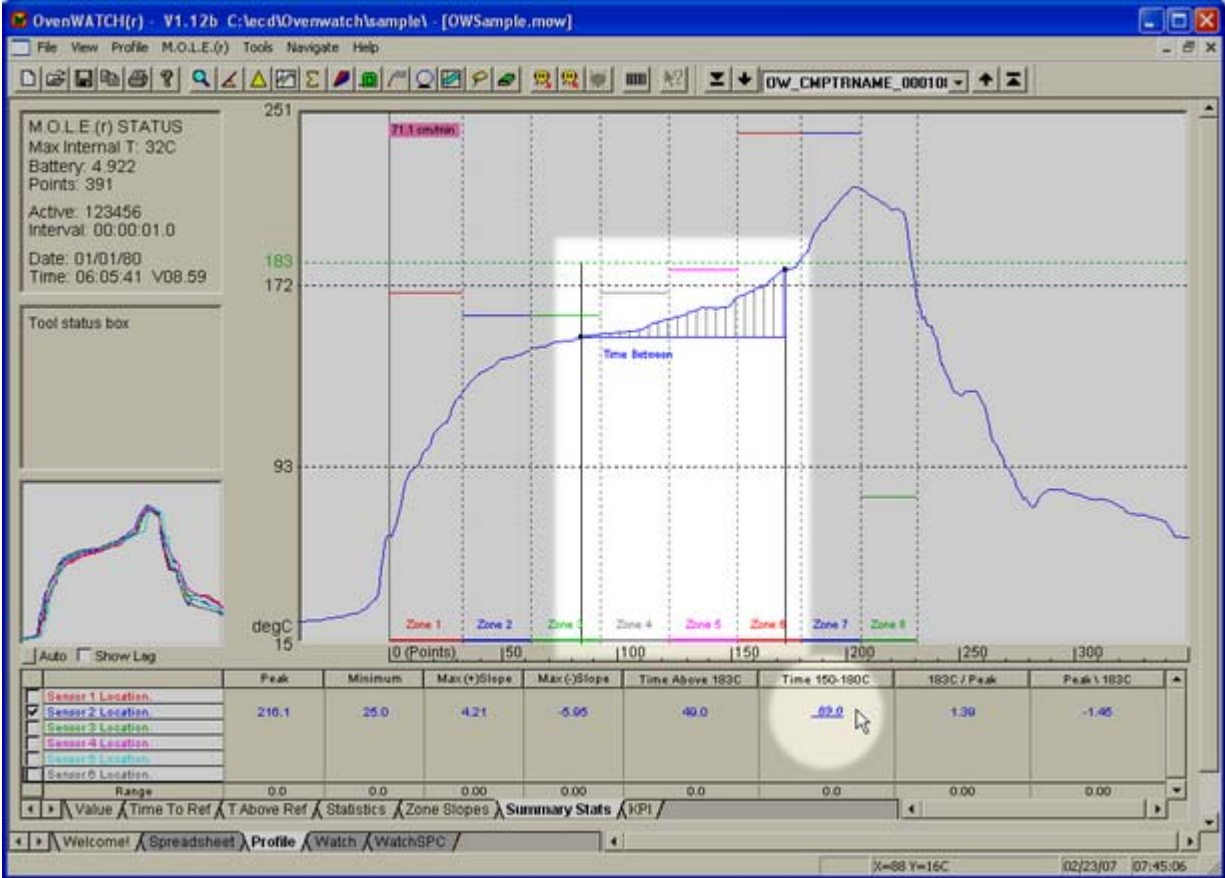 OvenWATCH(r) - V1.12b C:\ecd\Ovenwatch\sample\ - [OWSample.mow]
File View Profile M.O.L.E.(r) Tools Navigate Help
OW_CMPTRNAME_00010
M.O.L.E.(r) STATUS
Max Internal T: 32C
Battery: 4.922
Points: 391
Active: 123456
Interval: 00:00:01.0
Date: 01/01/80
Time: 06:05:41 V08.59
Tool status box
251
71.1 cm/min
183
172
Time Between
93
degC
15
Zone 1 Zone 2 Zone 3 Zone 4 Zone 5 Zone 6 Zone 7 Zone 8
0 (Points) 50 100 150 200 250 300
Auto Show Lag
Peak Minimum Max (+)Slope Max (-)Slope Time Above 183C Time 150-180C 183C / Peak Peak \ 183C
Sensor 1 Location.
Sensor 2 Location. 216.1 25.0 4.21 -5.95 49.0 89.0 1.39 -1.45
Sensor 3 Location.
Sensor 4 Location.
Sensor 5 Location.
Sensor 6 Location.
Range 0.0 0.0 0.00 0.00 0.0 0.0 0.00 0.00
Value Time To Ref T Above Ref Statistics Zone Slopes Summary Stats KPI
Welcome! Spreadsheet Profile Watch WatchSPC
X=88 Y=16C 02/23/07 07:45:06